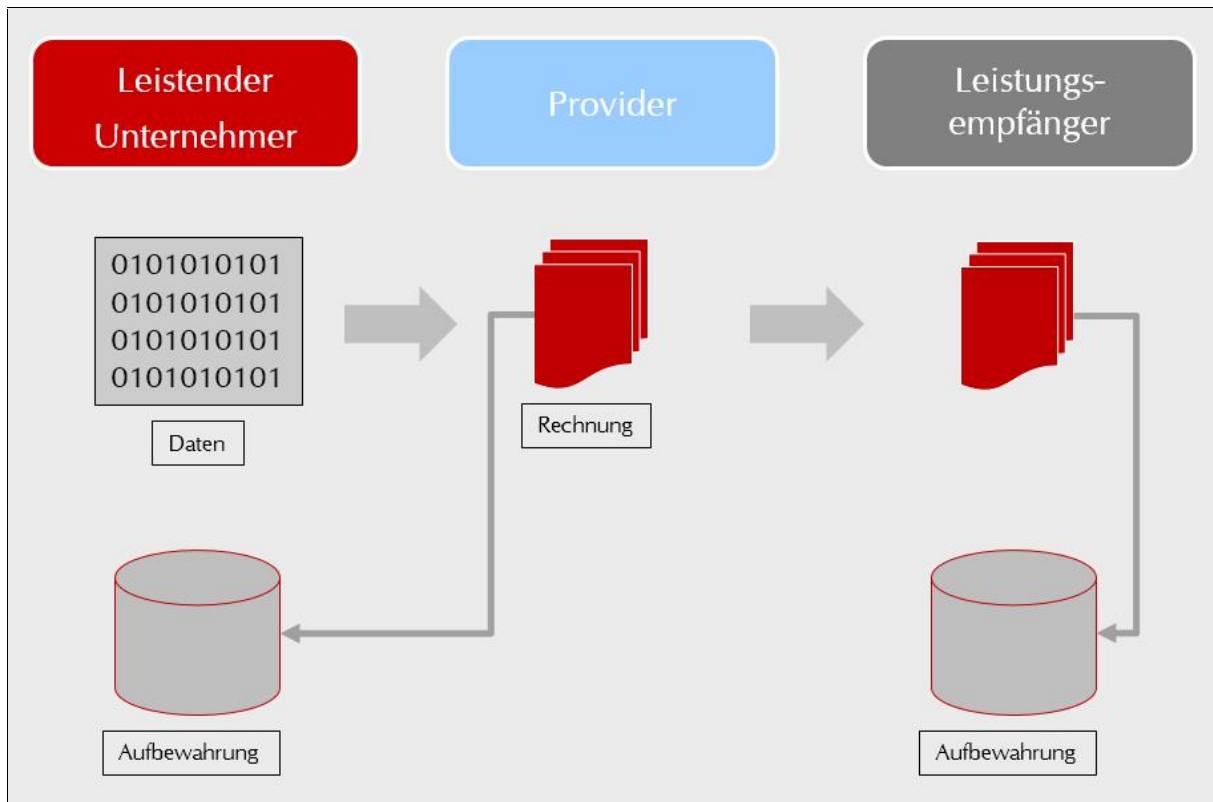 Leistender
Unternehmer
Provider
Leistungs-
empfänger
0101010101
0101010101
0101010101
0101010101
Daten
Rechnung
Aufbewahrung
Aufbewahrung